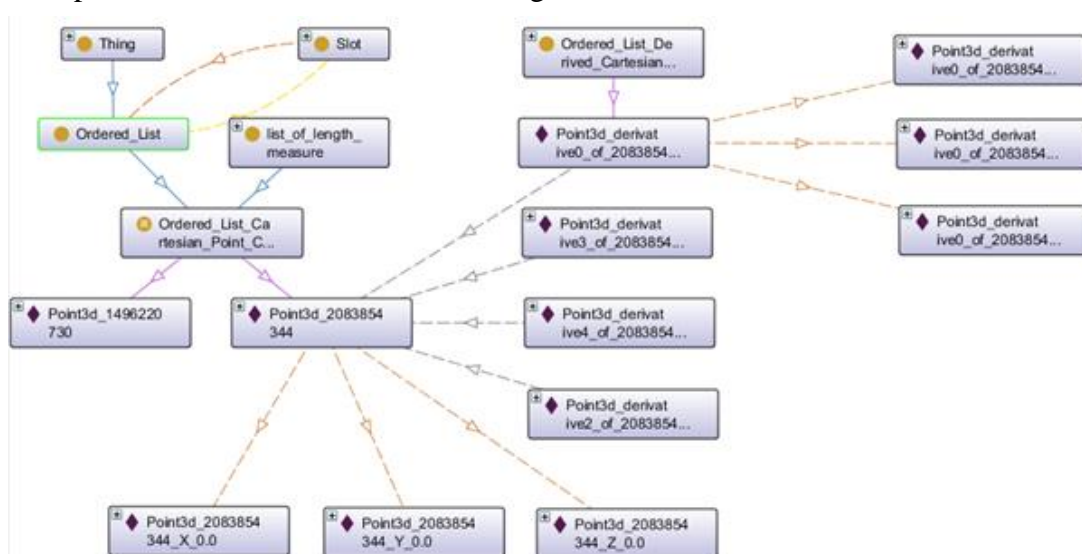 Thing
Slot
Ordered_List_De
rived_Cartesian...
Point3d_derivat
ive0_of_2083854...
Ordered_List
list_of_length_
measure
Point3d_derivat
ive0_of_2083854...
Point3d_derivat
ive0_of_2083854...
Ordered_List_Ca
rtesian_Point_C...
Point3d_derivat
ive3_of_2083854...
Point3d_derivat
ive0_of_2083854...
Point3d_1496220
730
Point3d_2083854
344
Point3d_derivat
ive4_of_2083854...
Point3d_derivat
ive2_of_2083854...
Point3d_2083854
344_X_0.0
Point3d_2083854
344_Y_0.0
Point3d_2083854
344_Z_0.0